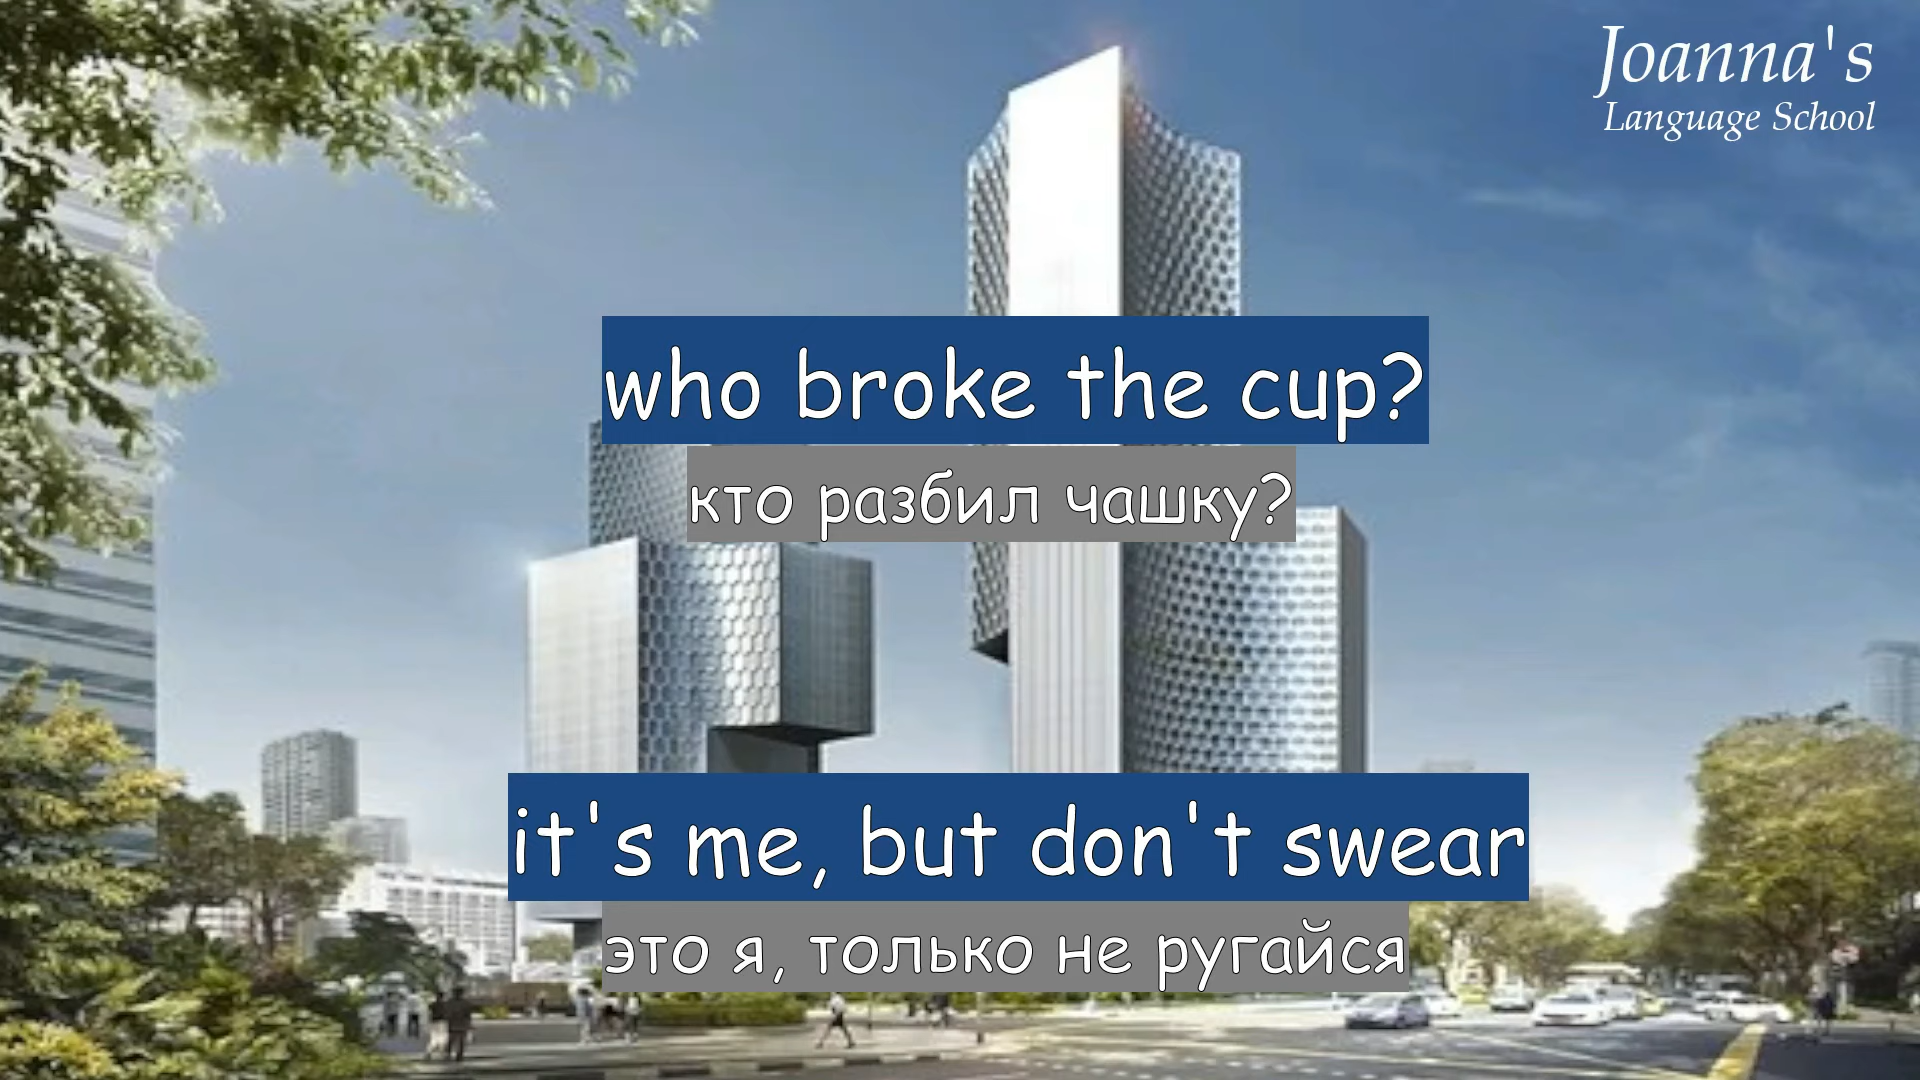 Joanna's
Language School
who broke the cup?
кто разбил чашку?
it's me, but don't swear
это я, только не ругайся